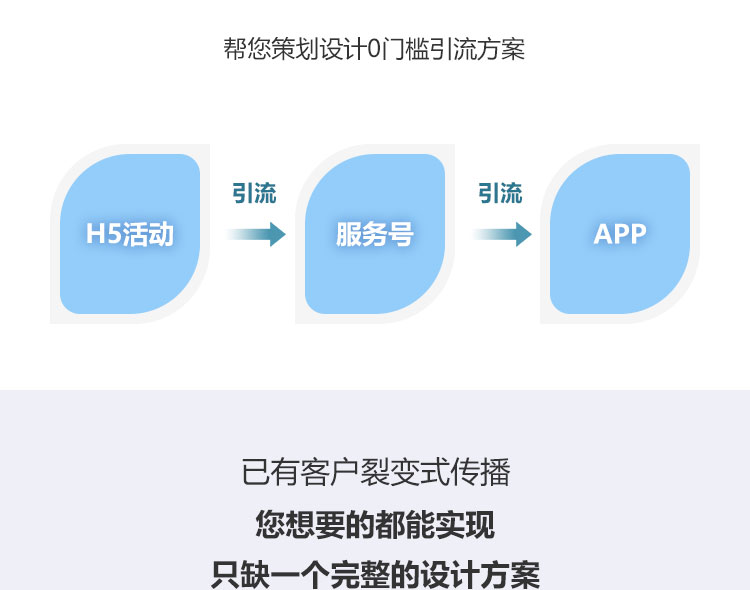 帮您策划设计0门槛引流方案
引流
引流
H5活动
服务号
APP
已有客户裂变式传播
您想要的都能实现
只缺一个完整的设计方案